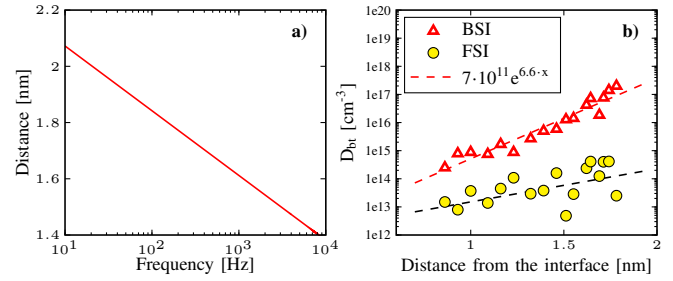 a)
2.2
2
1.8
1.6
1.4
Distance [nm]
10¹ 10² 10³ 10⁴
Frequency [Hz]
b)
BSI
FSI
7·10¹¹e⁶·⁶·ˣ
1e20
1e19
1e18
1e17
1e16
1e15
1e14
1e13
1e12
D_bt [cm⁻³]
1 1.5 2
Distance from the interface [nm]